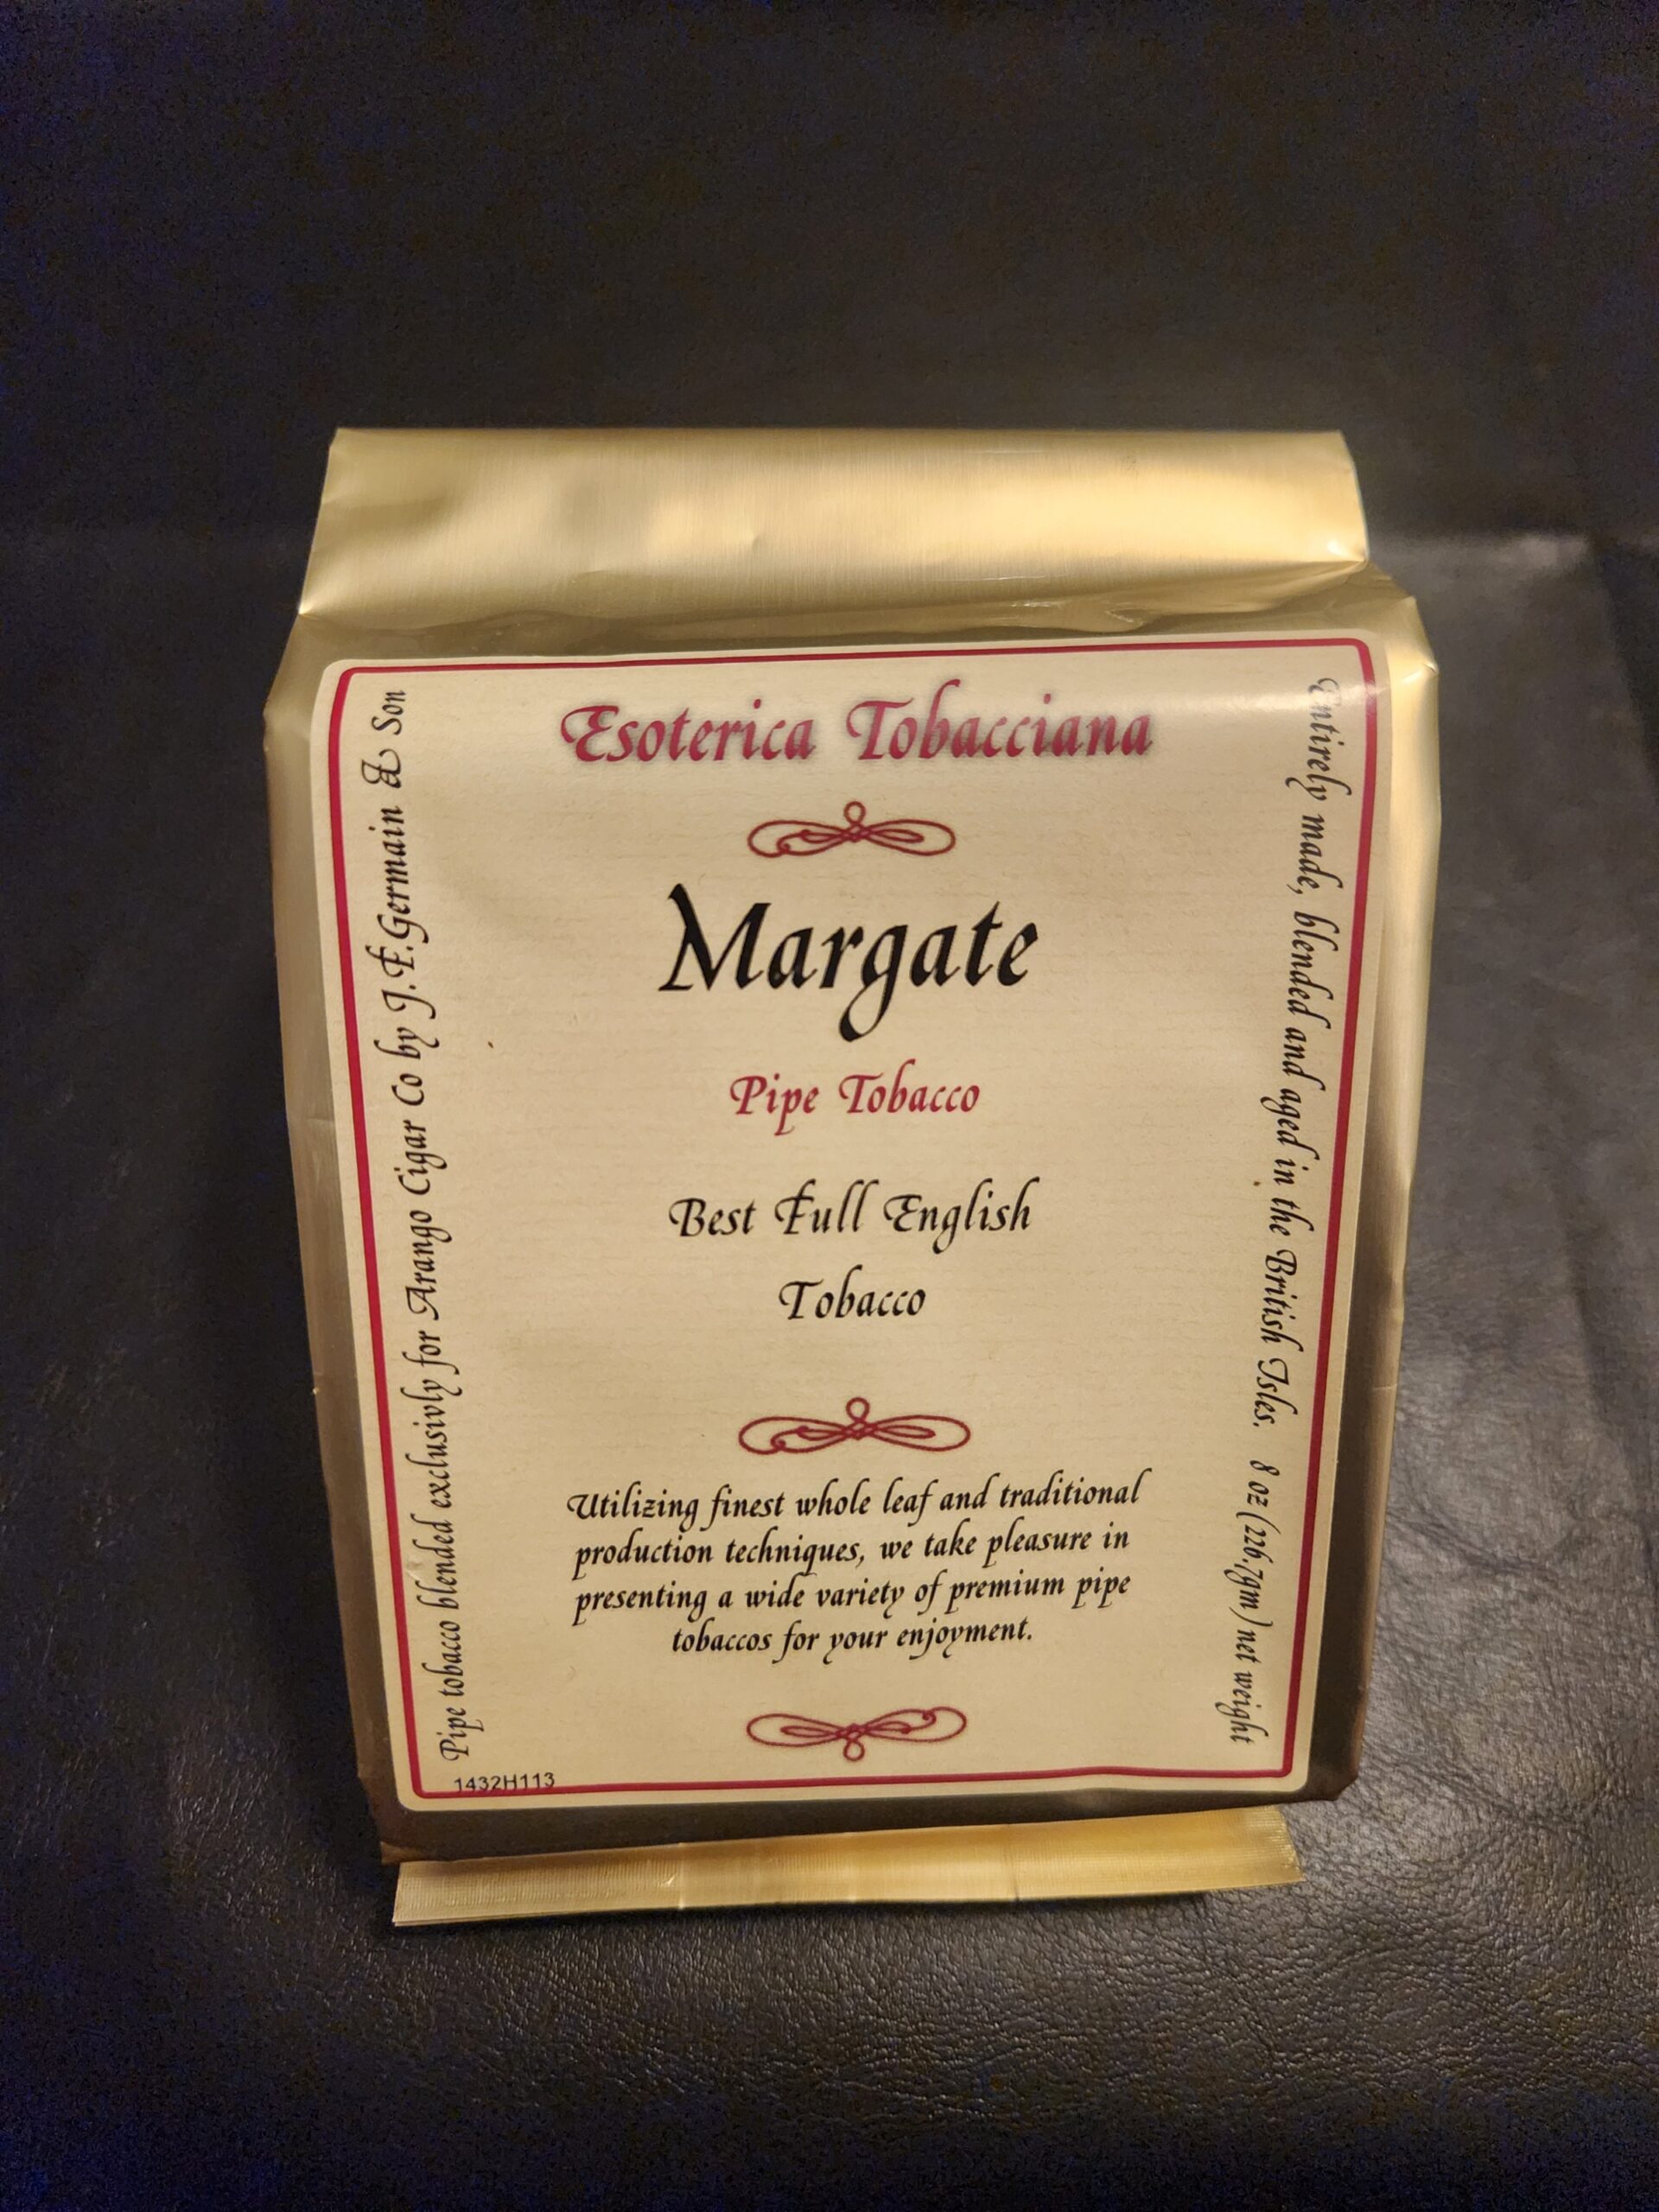 Esoterica Tobacciana
Margate
Pipe Tobacco
Best Full English
Tobacco
Utilizing finest whole leaf and traditional
production techniques, we take pleasure in
presenting a wide variety of premium pipe
tobaccos for your enjoyment.
Pipe tobacco blended exclusivly for Arango Cigar Co by J.F.Germain & Son
Entirely made, blended and aged in the British Isles. 8 oz (226,7gm) net weight
1432H113